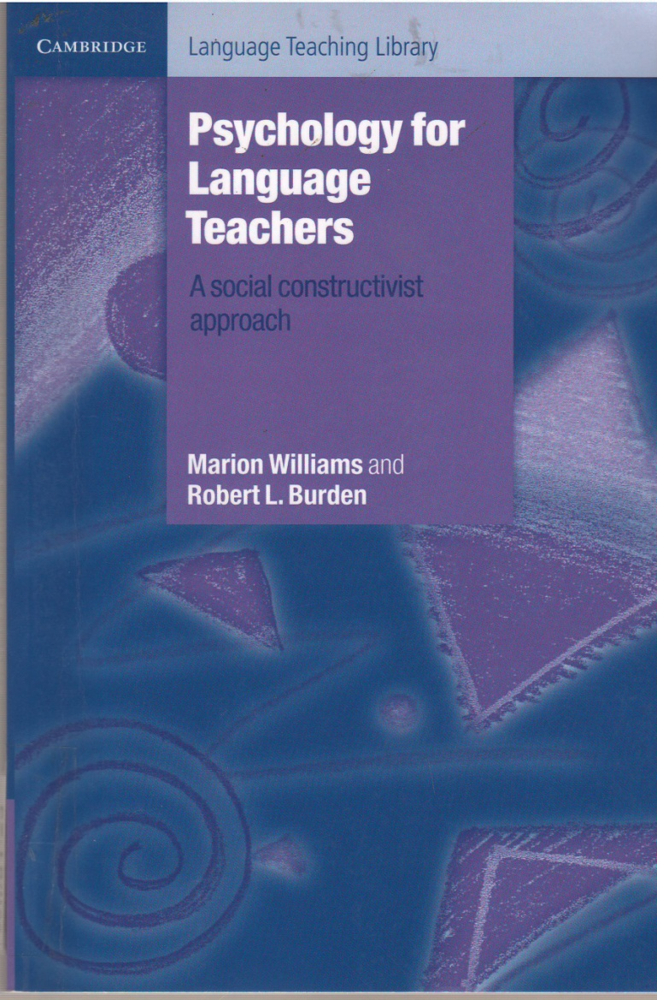 CAMBRIDGE
Language Teaching Library
Psychology for
Language
Teachers
A social constructivist
approach
Marion Williams and
Robert L. Burden